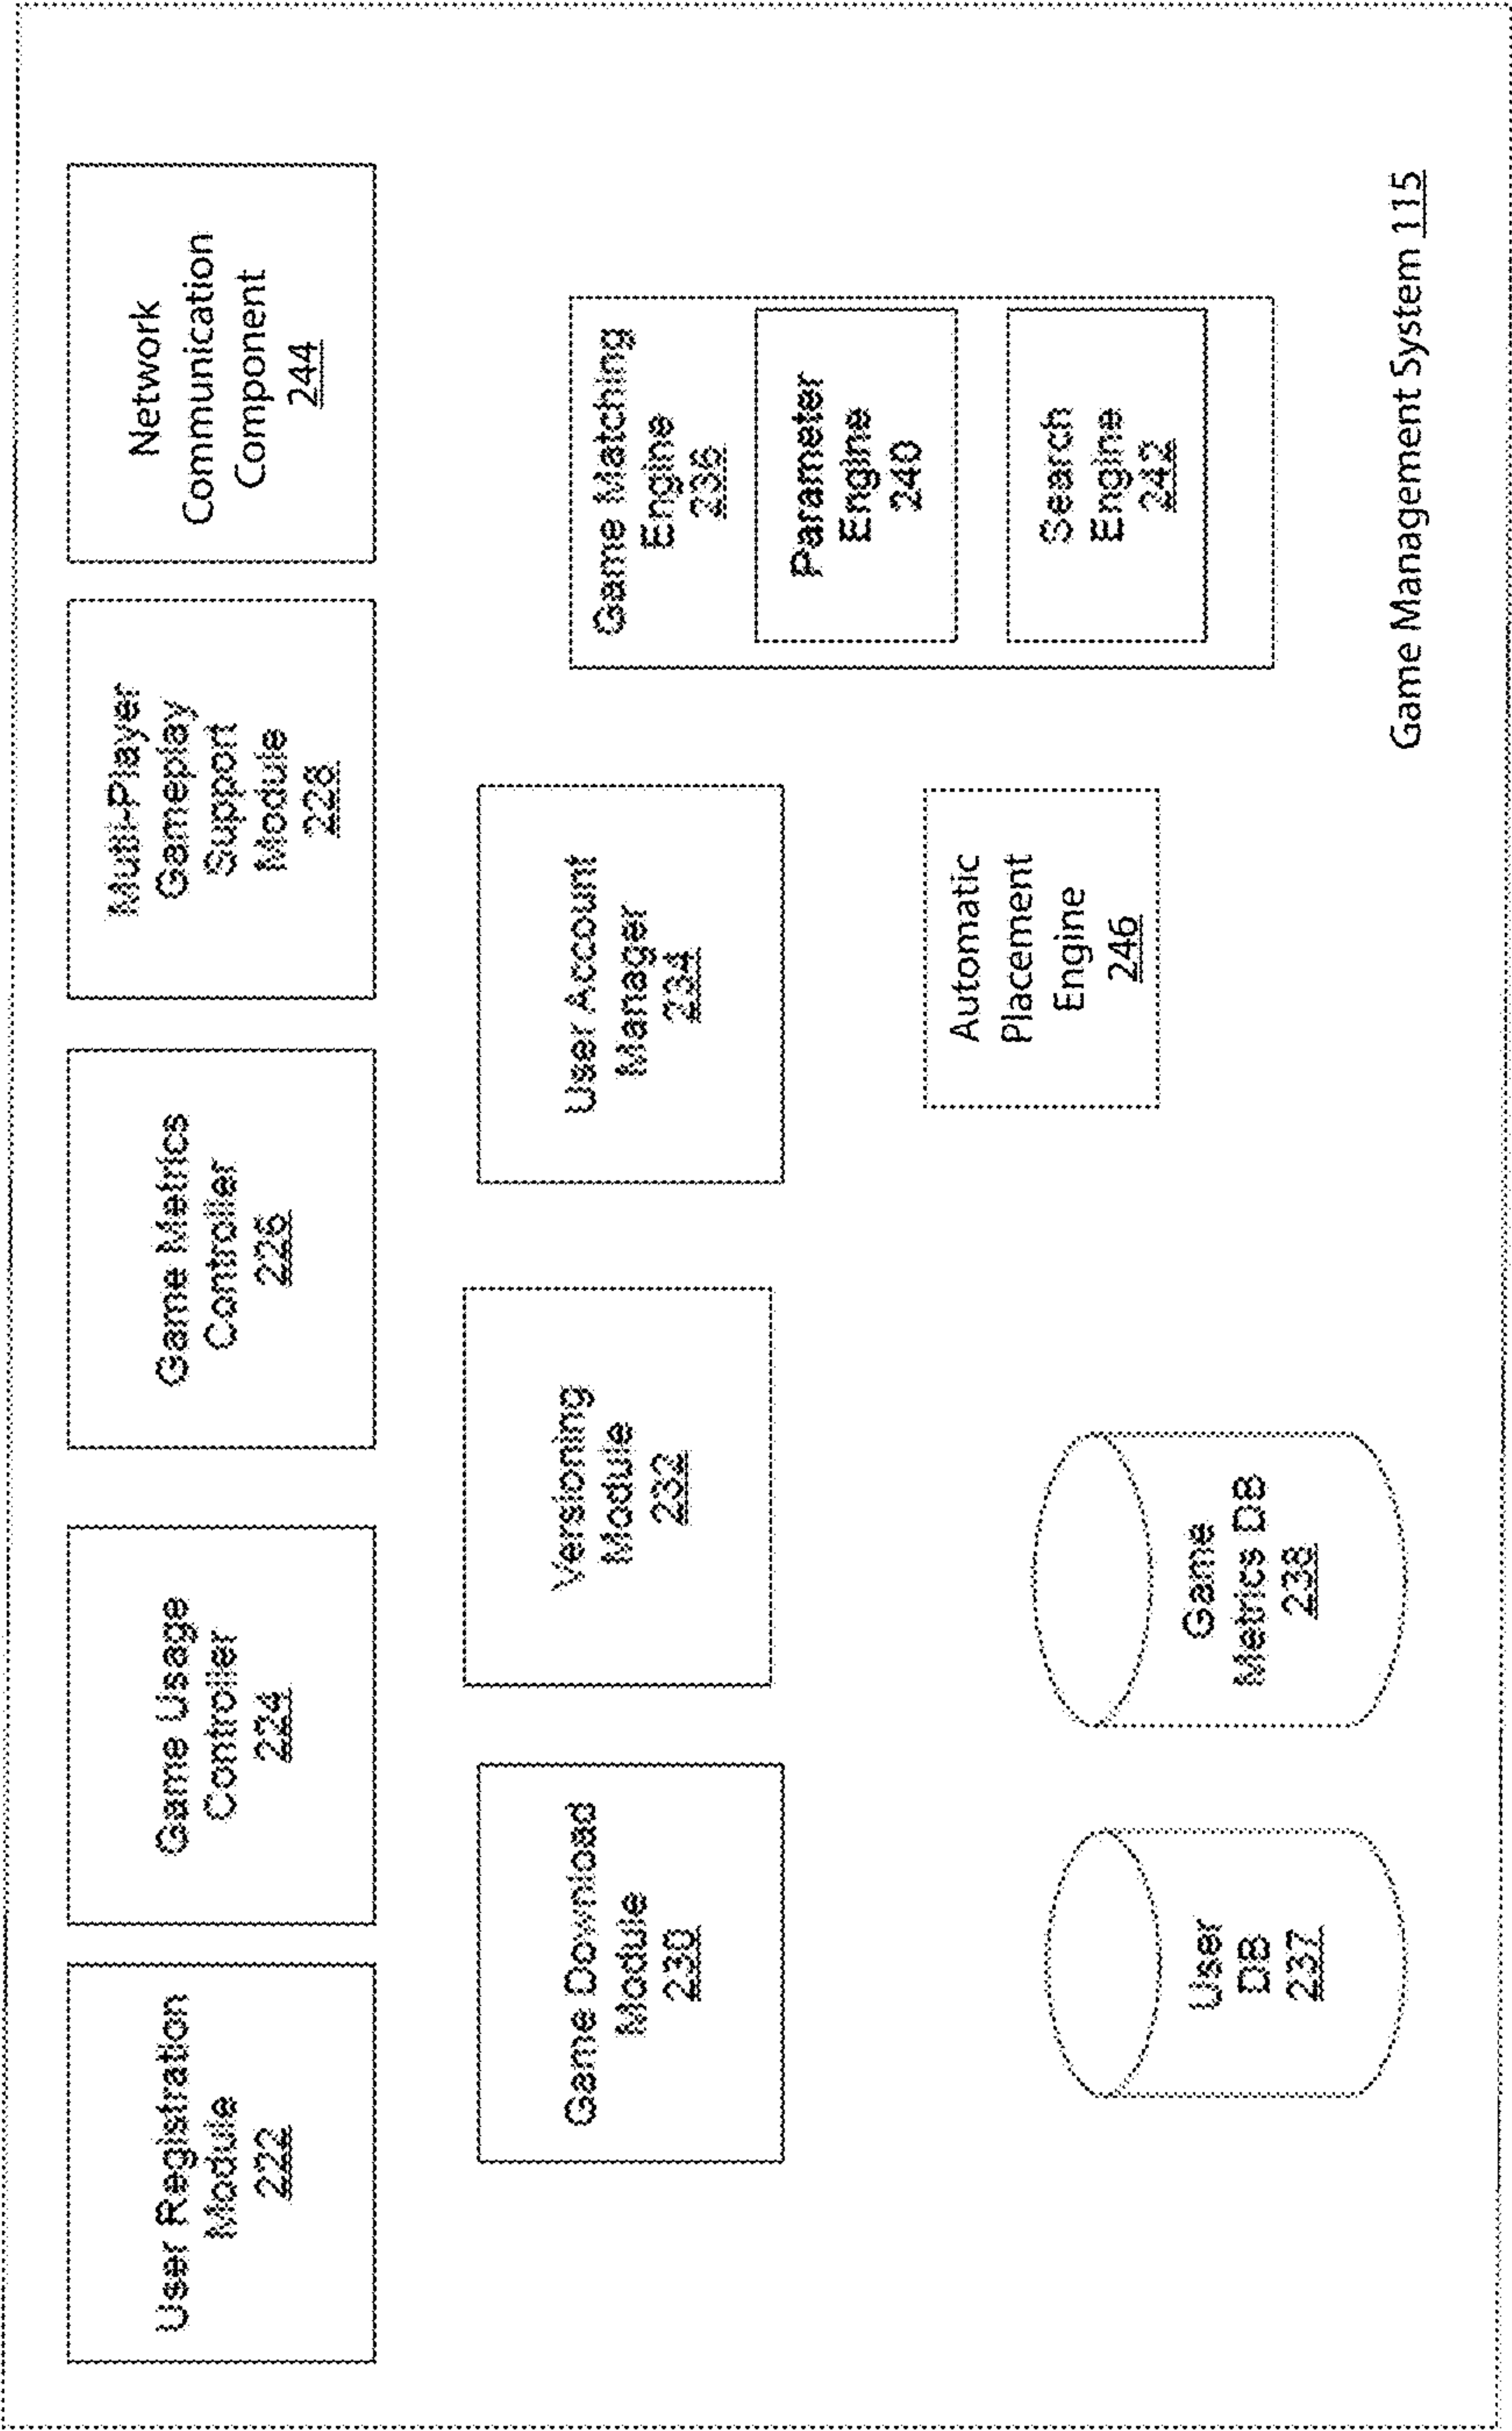 User Registration
Module
222
Game Usage
Controller
224
Game Metrics
Controller
226
Multi-Player
Gameplay
Support
Module
228
Network
Communication
Component
244
Game Download
Module
230
Versioning
Module
232
User Account
Manager
234
Game Matching
Engine
236
Parameter
Engine
240
Search
Engine
242
User
DB
237
Game
Metrics DB
238
Automatic
Placement
Engine
246
Game Management System 115